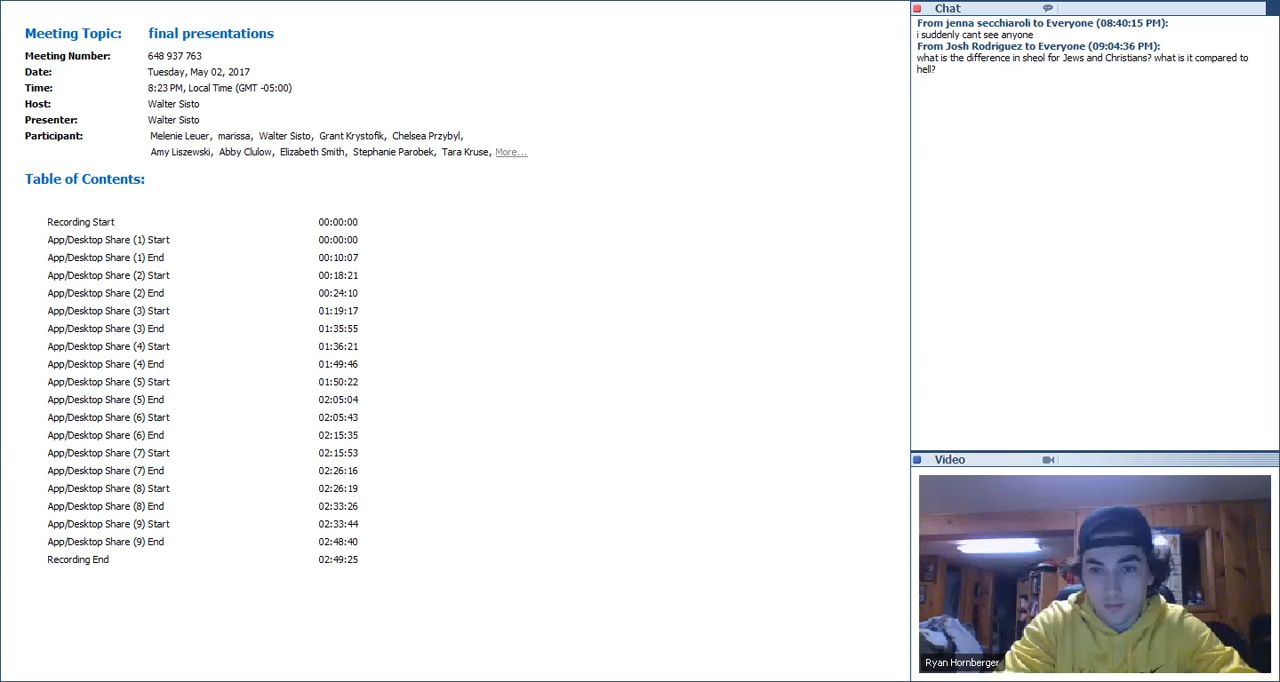 Meeting Topic: final presentations
Meeting Number: 648 937 763
Date: Tuesday, May 02, 2017
Time: 8:23 PM, Local Time (GMT -05:00)
Host: Walter Sisto
Presenter: Walter Sisto
Participant: Melenie Leuer, marissa, Walter Sisto, Grant Krystofik, Chelsea Przybyl,
Amy Liszewski, Abby Clulow, Elizabeth Smith, Stephanie Parobek, Tara Kruse, More...
Table of Contents:
Recording Start 00:00:00
App/Desktop Share (1) Start 00:00:00
App/Desktop Share (1) End 00:10:07
App/Desktop Share (2) Start 00:18:21
App/Desktop Share (2) End 00:24:10
App/Desktop Share (3) Start 01:19:17
App/Desktop Share (3) End 01:35:55
App/Desktop Share (4) Start 01:36:21
App/Desktop Share (4) End 01:49:46
App/Desktop Share (5) Start 01:50:22
App/Desktop Share (5) End 02:05:04
App/Desktop Share (6) Start 02:05:43
App/Desktop Share (6) End 02:15:35
App/Desktop Share (7) Start 02:15:53
App/Desktop Share (7) End 02:26:16
App/Desktop Share (8) Start 02:26:19
App/Desktop Share (8) End 02:33:26
App/Desktop Share (9) Start 02:33:44
App/Desktop Share (9) End 02:48:40
Recording End 02:49:25
Chat
From jenna secchiaroli to Everyone (08:40:15 PM):
i suddenly cant see anyone
From Josh Rodriguez to Everyone (09:04:36 PM):
what is the difference in sheol for Jews and Christians? what is it compared to
hell?
Video
Ryan Hornberger